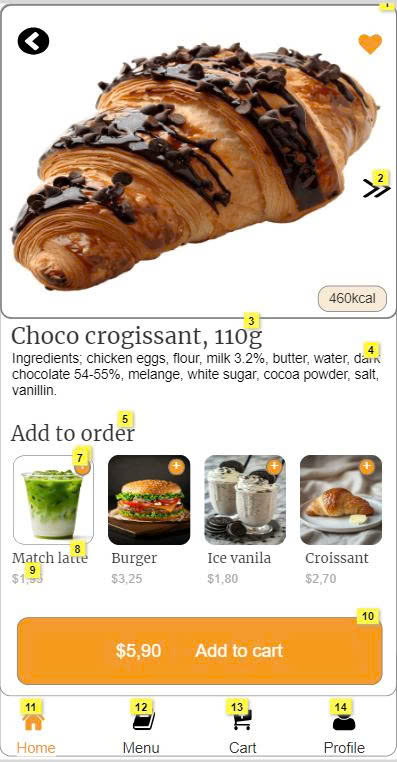 1
2
460kcal
3
Choco crogissant, 110g
4
Ingredients; chicken eggs, flour, milk 3.2%, butter, water, dark
chocolate 54-55%, melange, white sugar, cocoa powder, salt,
vanillin.
5
Add to order
7
+ + + +
8
Match latte Burger Ice vanila Croissant
9
$3,25 $1,80 $2,70
10
$5,90 Add to cart
11 12 13 14
Home Menu Cart Profile